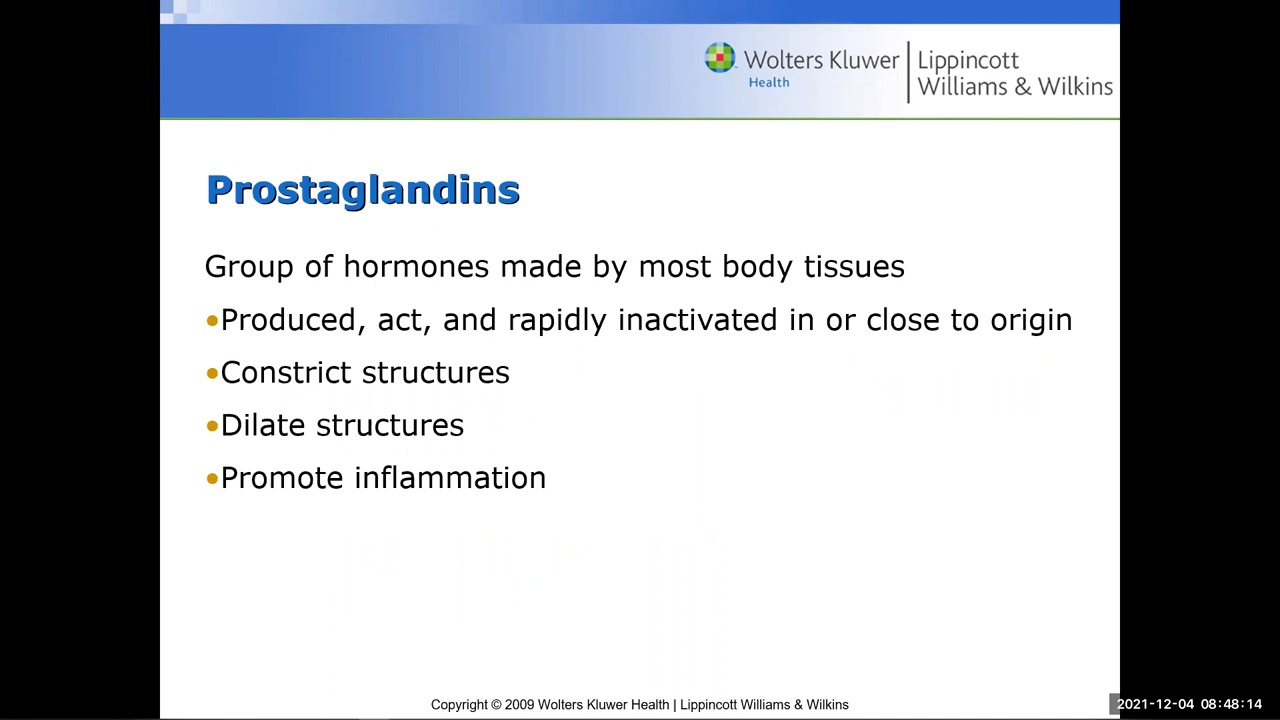 Wolters Kluwer
Health
Lippincott
Williams & Wilkins
Prostaglandins
Group of hormones made by most body tissues
•Produced, act, and rapidly inactivated in or close to origin
•Constrict structures
•Dilate structures
•Promote inflammation
Copyright © 2009 Wolters Kluwer Health | Lippincott Williams & Wilkins
2021-12-04 08:48:14